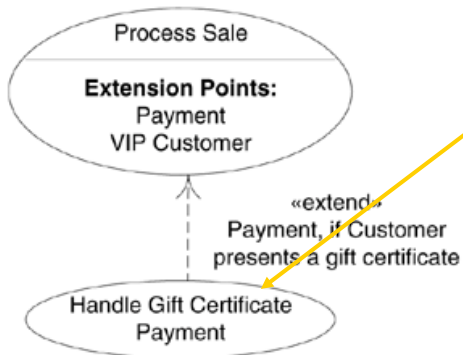 Process Sale
Extension Points:
Payment
VIP Customer
«extend»
Payment, if Customer
presents a gift certificate
Handle Gift Certificate
Payment